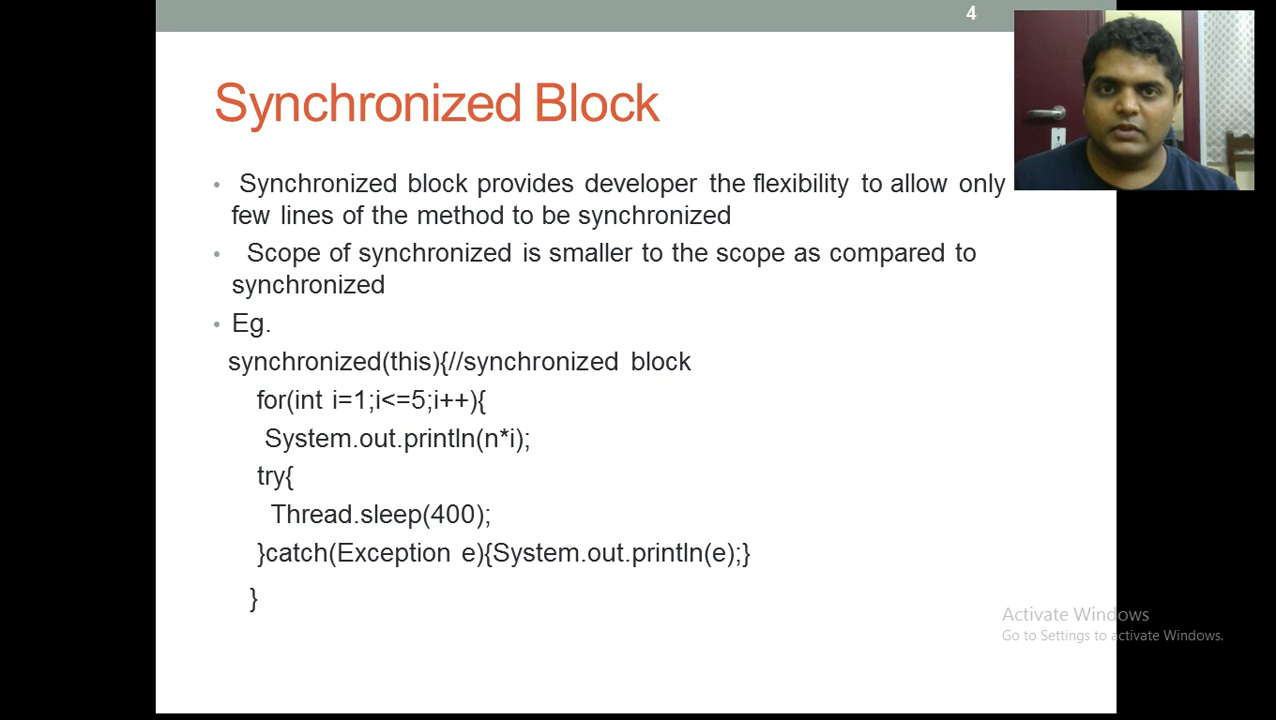 4
Synchronized Block
• Synchronized block provides developer the flexibility to allow only
few lines of the method to be synchronized
• Scope of synchronized is smaller to the scope as compared to
synchronized
• Eg.
synchronized(this){//synchronized block
for(int i=1;i<=5;i++){
System.out.println(n*i);
try{
Thread.sleep(400);
}catch(Exception e){System.out.println(e);}
}
Activate Windows
Go to Settings to activate Windows.